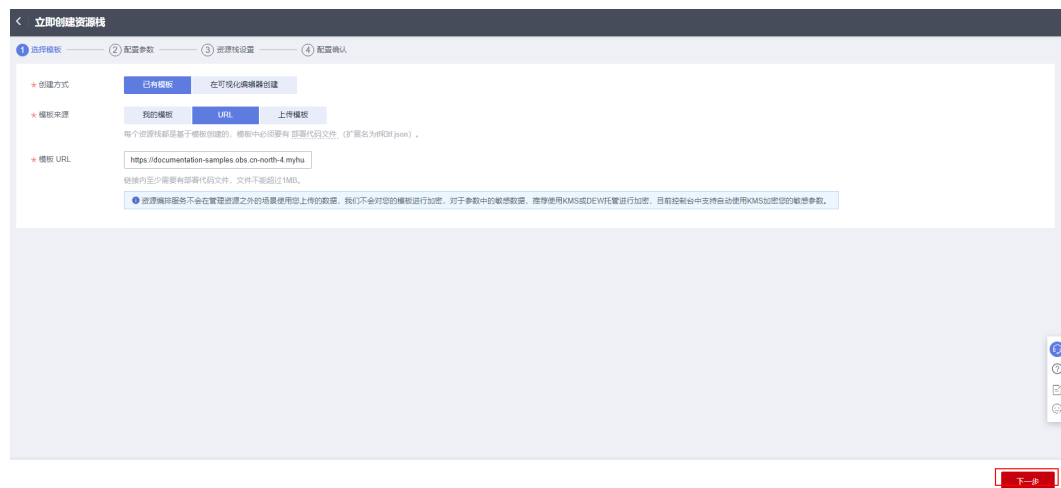 < 立即创建资源栈
1 选择模板 2 配置参数 3 资源栈设置 4 配置确认
* 创建方式 已有模板 在可视化编辑器创建
* 模板来源 我的模板 URL 上传模板
每个资源栈都是基于模板创建的，模板中必须要有 部署代码文件 （扩展名为tf和tf.json）。
* 模板 URL https://documentation-samples.obs.cn-north-4.myhu
链接内至少需要有部署代码文件，文件不能超过1MB。
资源编排服务不会在管理资源之外的场景使用您上传的数据，我们不会对您的模板进行加密，对于参数中的敏感数据，推荐使用KMS或DEW托管进行加密，目前控制台中支持自动使用KMS加密您的敏感参数。
下一步